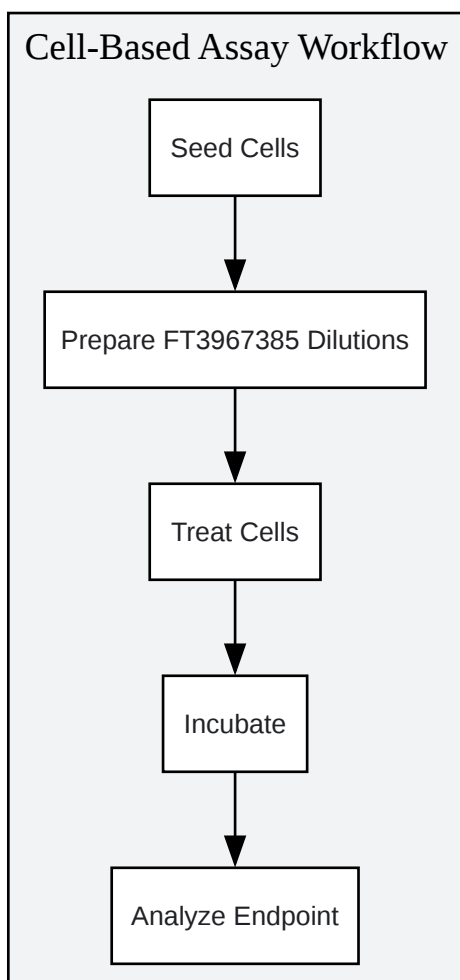 Cell-Based Assay Workflow
Seed Cells
Prepare FT3967385 Dilutions
Treat Cells
Incubate
Analyze Endpoint